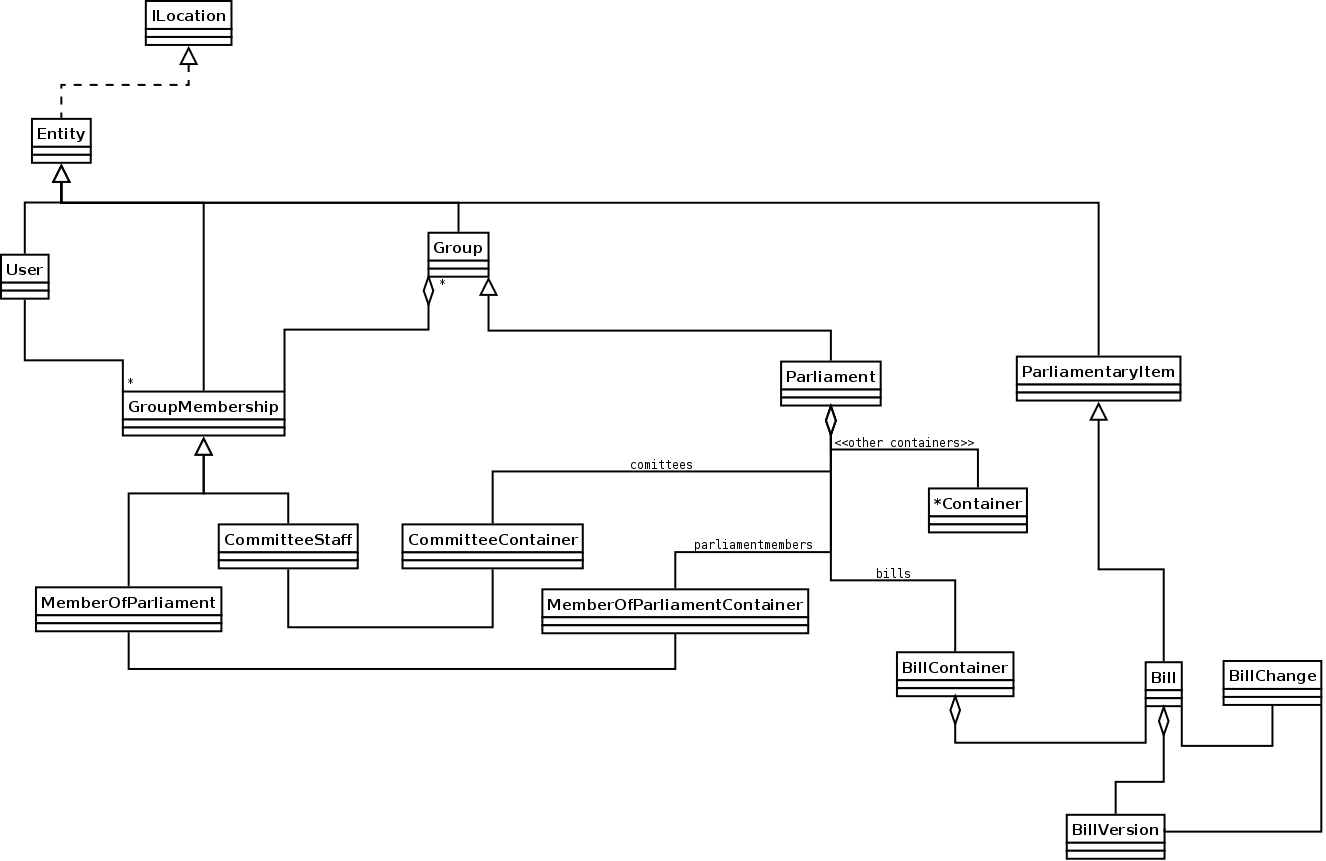 ILocation
Entity
Group
*
User
Parliament
ParliamentaryItem
*
GroupMembership
<<other containers>>
comittees
*Container
CommitteeStaff
CommitteeContainer
parliamentmembers
bills
MemberOfParliament
MemberOfParliamentContainer
BillContainer
Bill
BillChange
BillVersion